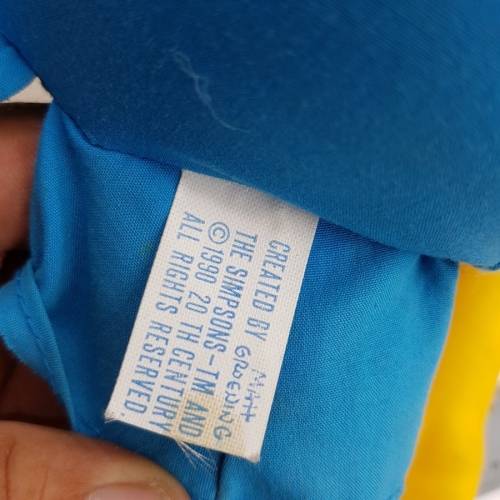 CREATED BY MATT GROENING
THE SIMPSONS-TM AND
©1990 20 TH CENTURY
ALL RIGHTS RESERVED.